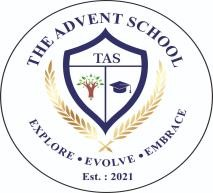 THE ADVENT SCHOOL
TAS
EXPLORE • EVOLVE • EMBRACE
Est. : 2021